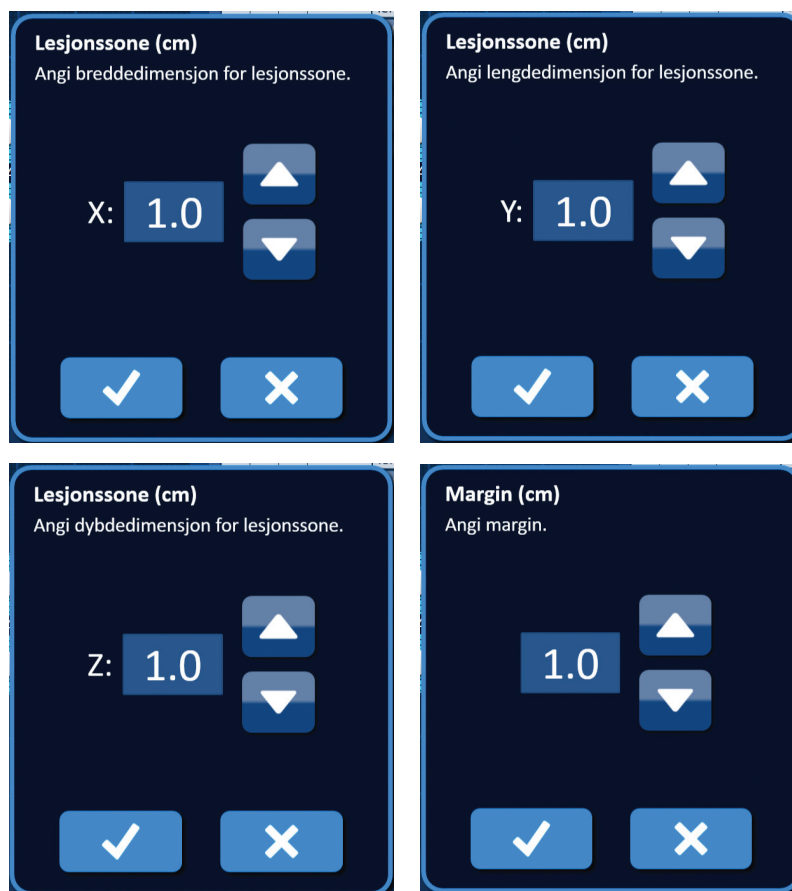 Lesjonssone (cm)
Angi breddedimensjon for lesjonssone.
X: 1.0
Lesjonssone (cm)
Angi lengdedimensjon for lesjonssone.
Y: 1.0
Lesjonssone (cm)
Angi dybdedimensjon for lesjonssone.
Z: 1.0
Margin (cm)
Angi margin.
1.0